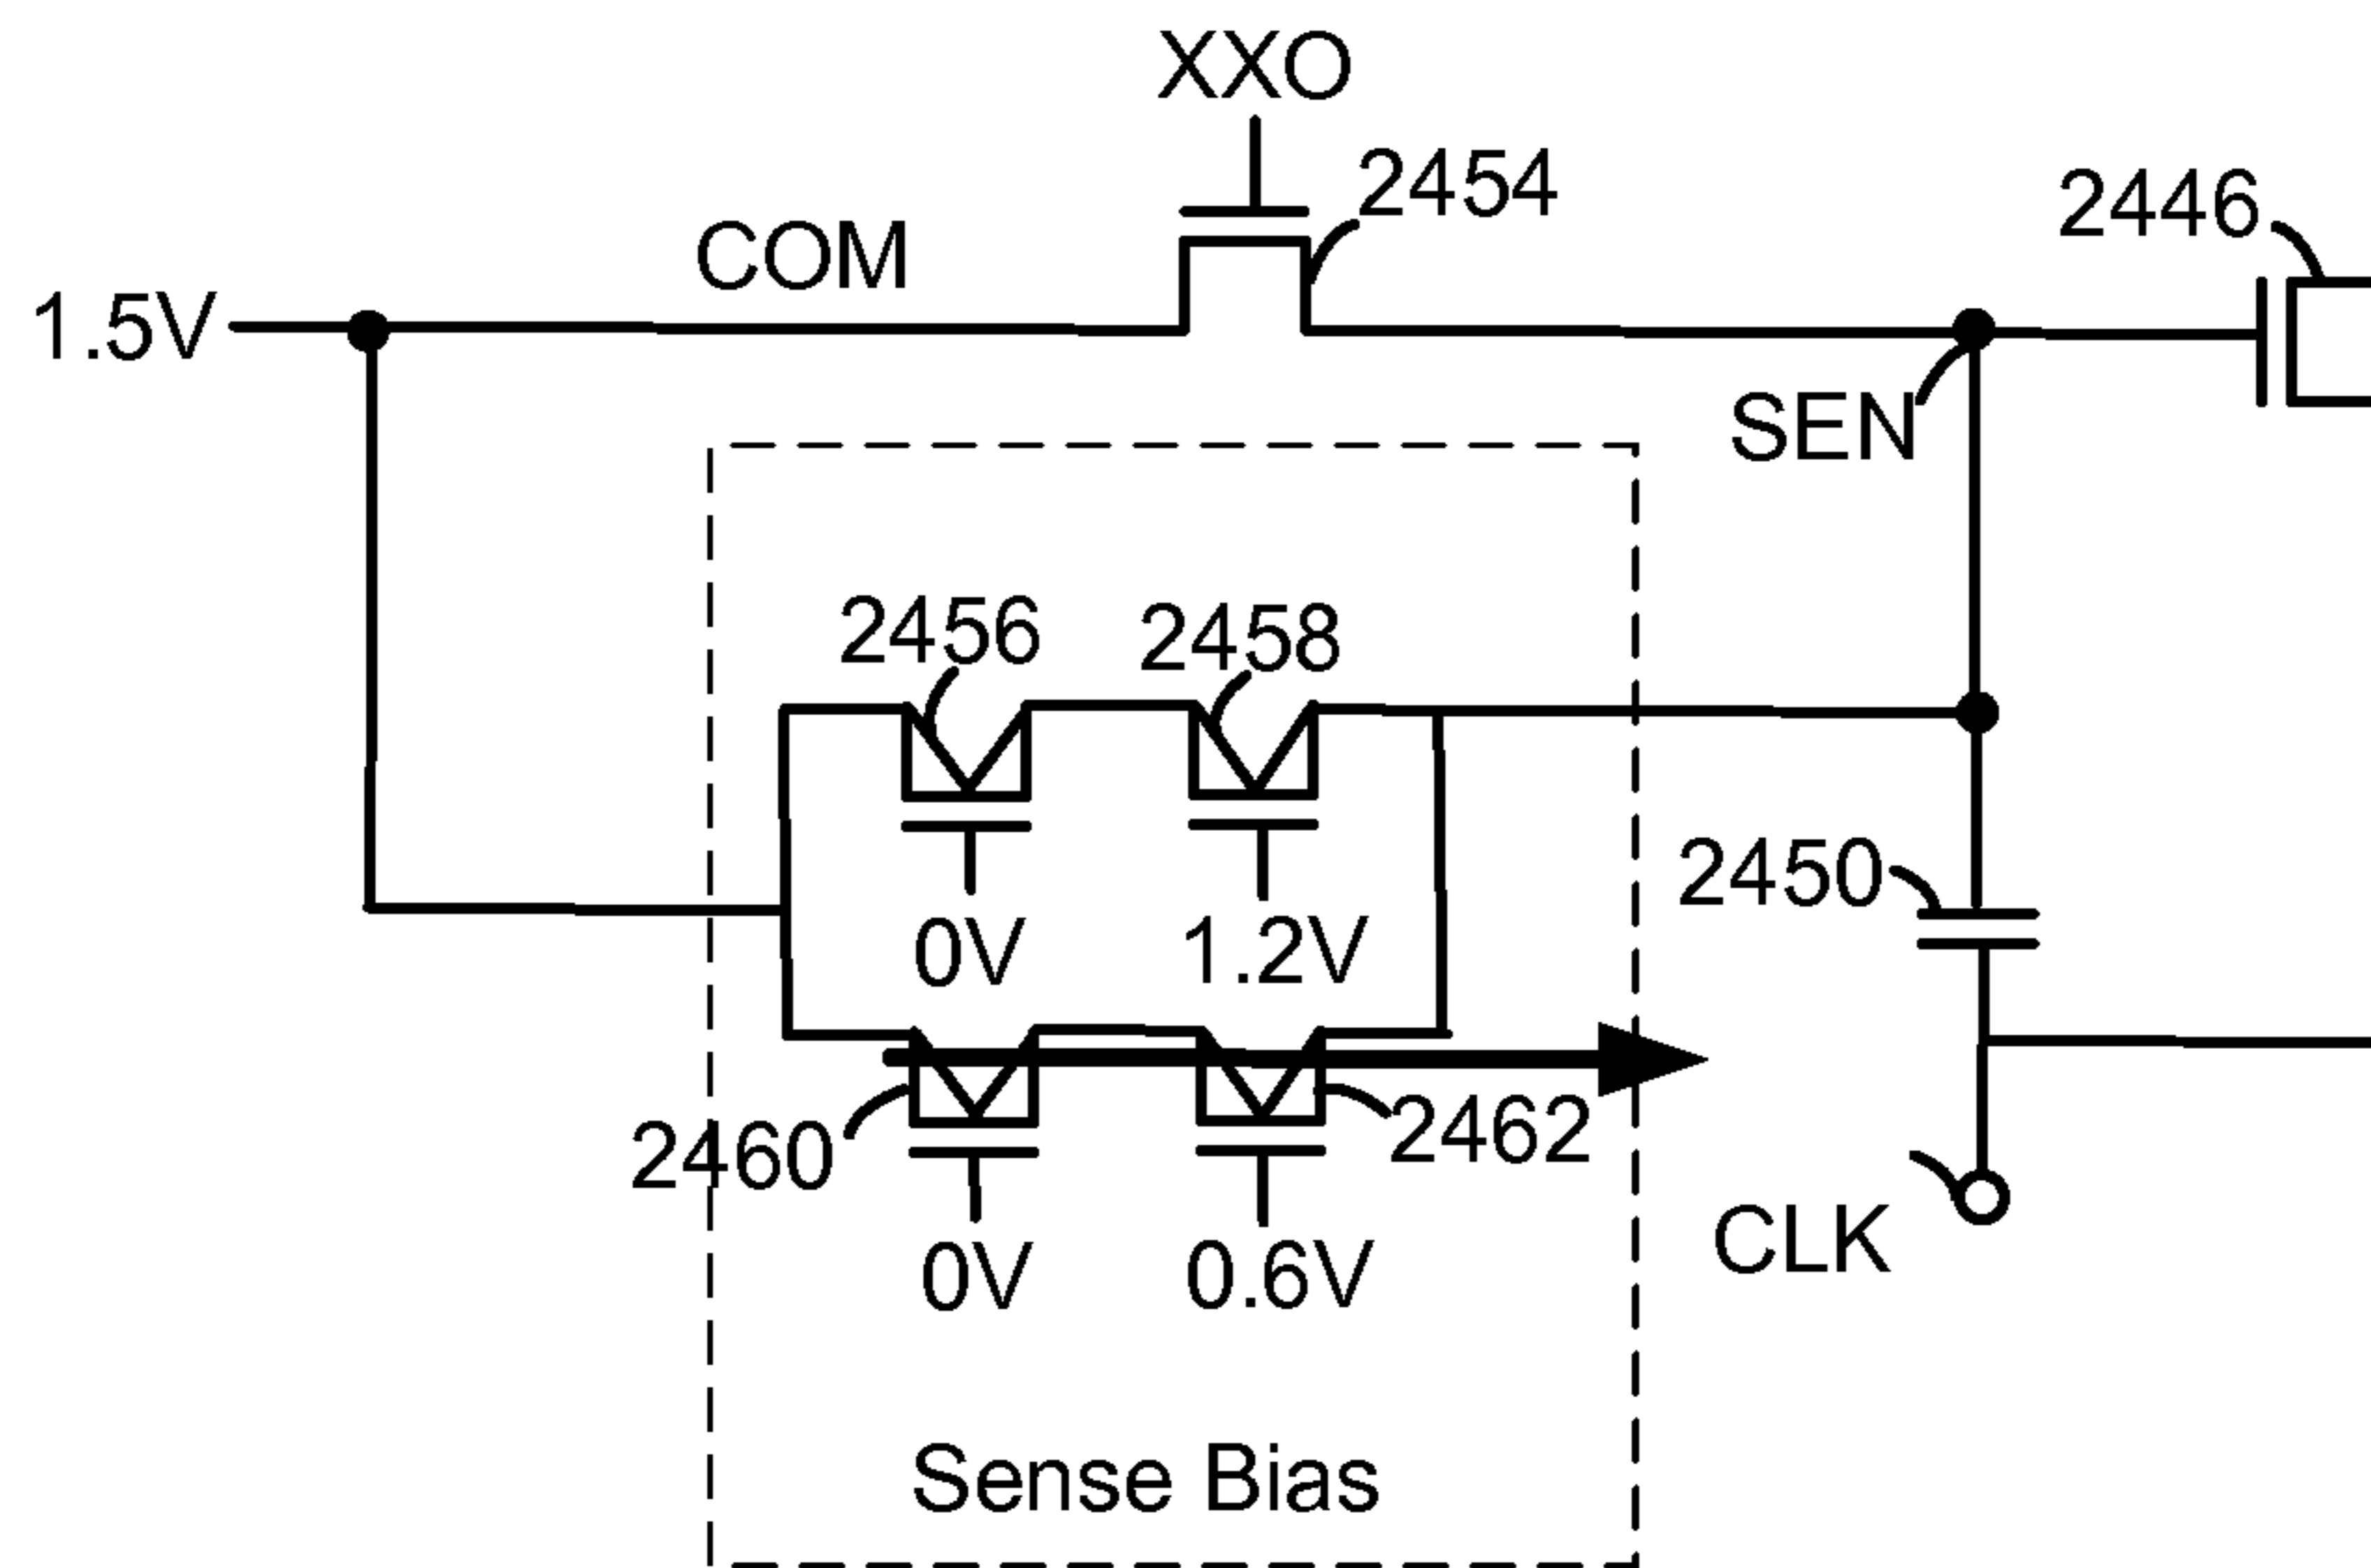 XXO
2454
2446
COM
1.5V
SEN
2456
2458
2450
0V
1.2V
2460
2462
CLK
0V
0.6V
Sense Bias